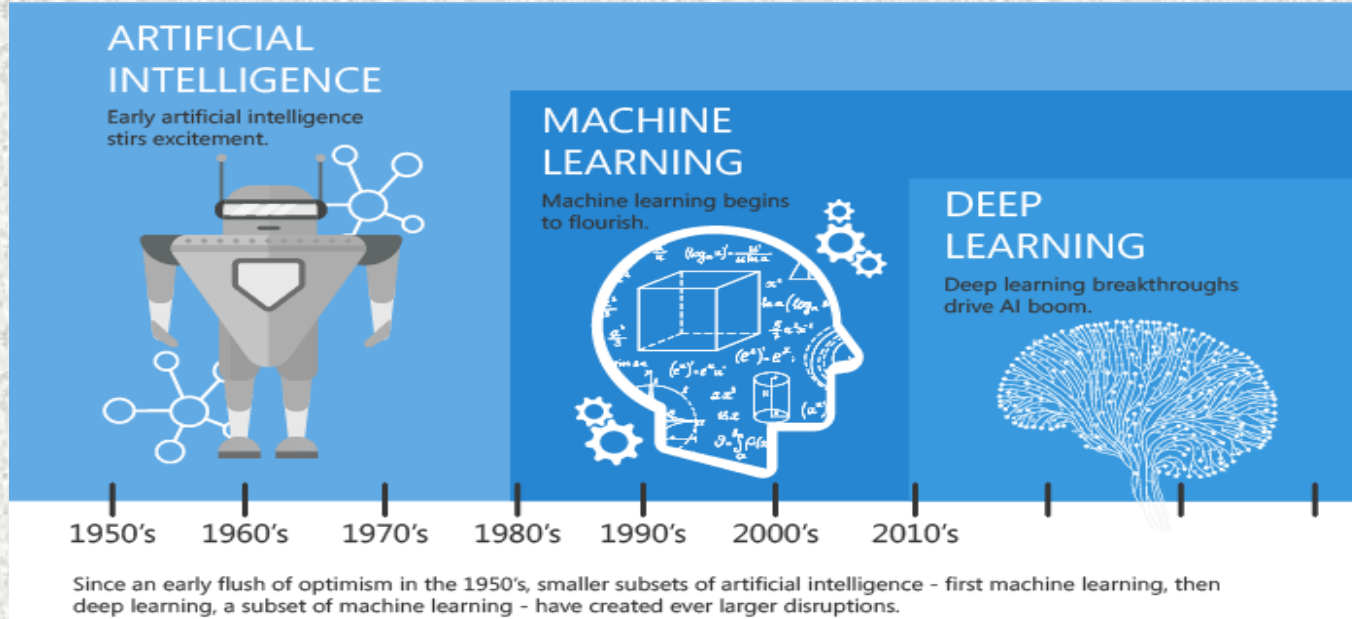 ARTIFICIAL
INTELLIGENCE
Early artificial intelligence
stirs excitement.
MACHINE
LEARNING
Machine learning begins
to flourish.
DEEP
LEARNING
Deep learning breakthroughs
drive AI boom.
1950's 1960's 1970's 1980's 1990's 2000's 2010's
Since an early flush of optimism in the 1950's, smaller subsets of artificial intelligence - first machine learning, then
deep learning, a subset of machine learning - have created ever larger disruptions.